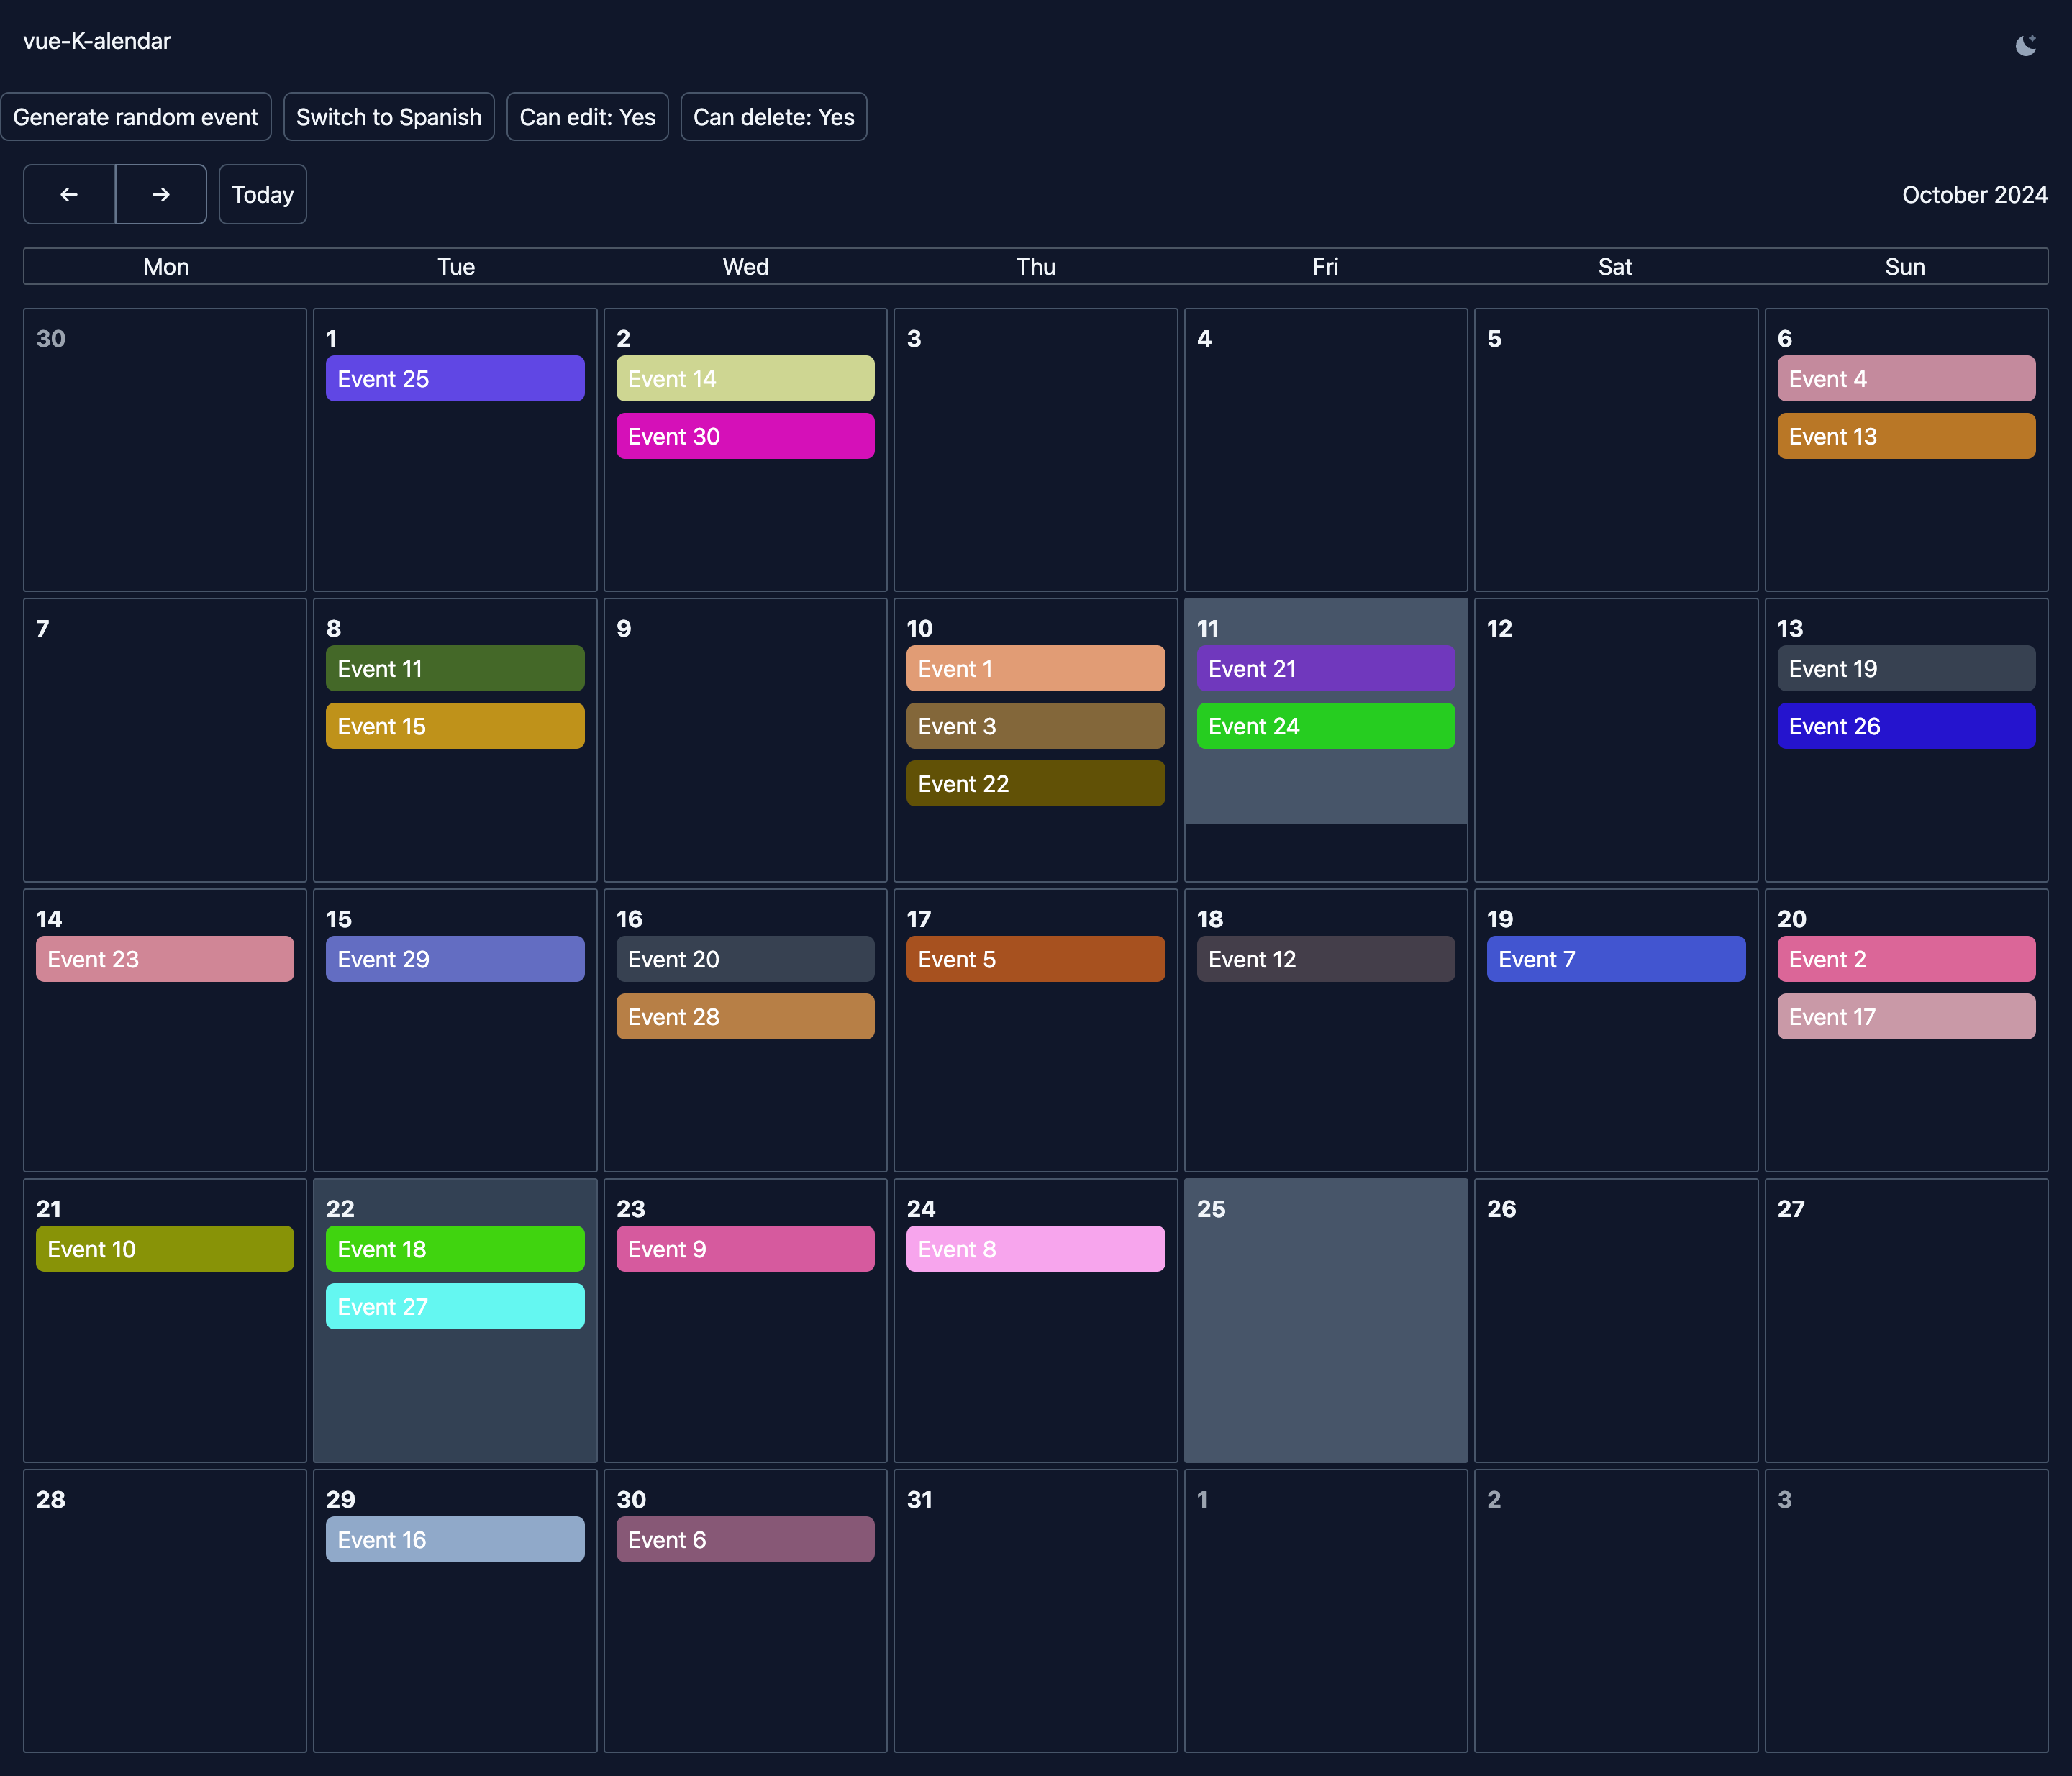 vue-K-alendar
Generate random event Switch to Spanish Can edit: Yes Can delete: Yes
← → Today October 2024
Mon Tue Wed Thu Fri Sat Sun
30 1 2 3 4 5 6
Event 25 Event 14 Event 4
Event 30 Event 13
7 8 9 10 11 12 13
Event 11 Event 1 Event 21 Event 19
Event 15 Event 3 Event 24 Event 26
Event 22
14 15 16 17 18 19 20
Event 23 Event 29 Event 20 Event 5 Event 12 Event 7 Event 2
Event 28 Event 17
21 22 23 24 25 26 27
Event 10 Event 18 Event 9 Event 8
Event 27
28 29 30 31 1 2 3
Event 16 Event 6